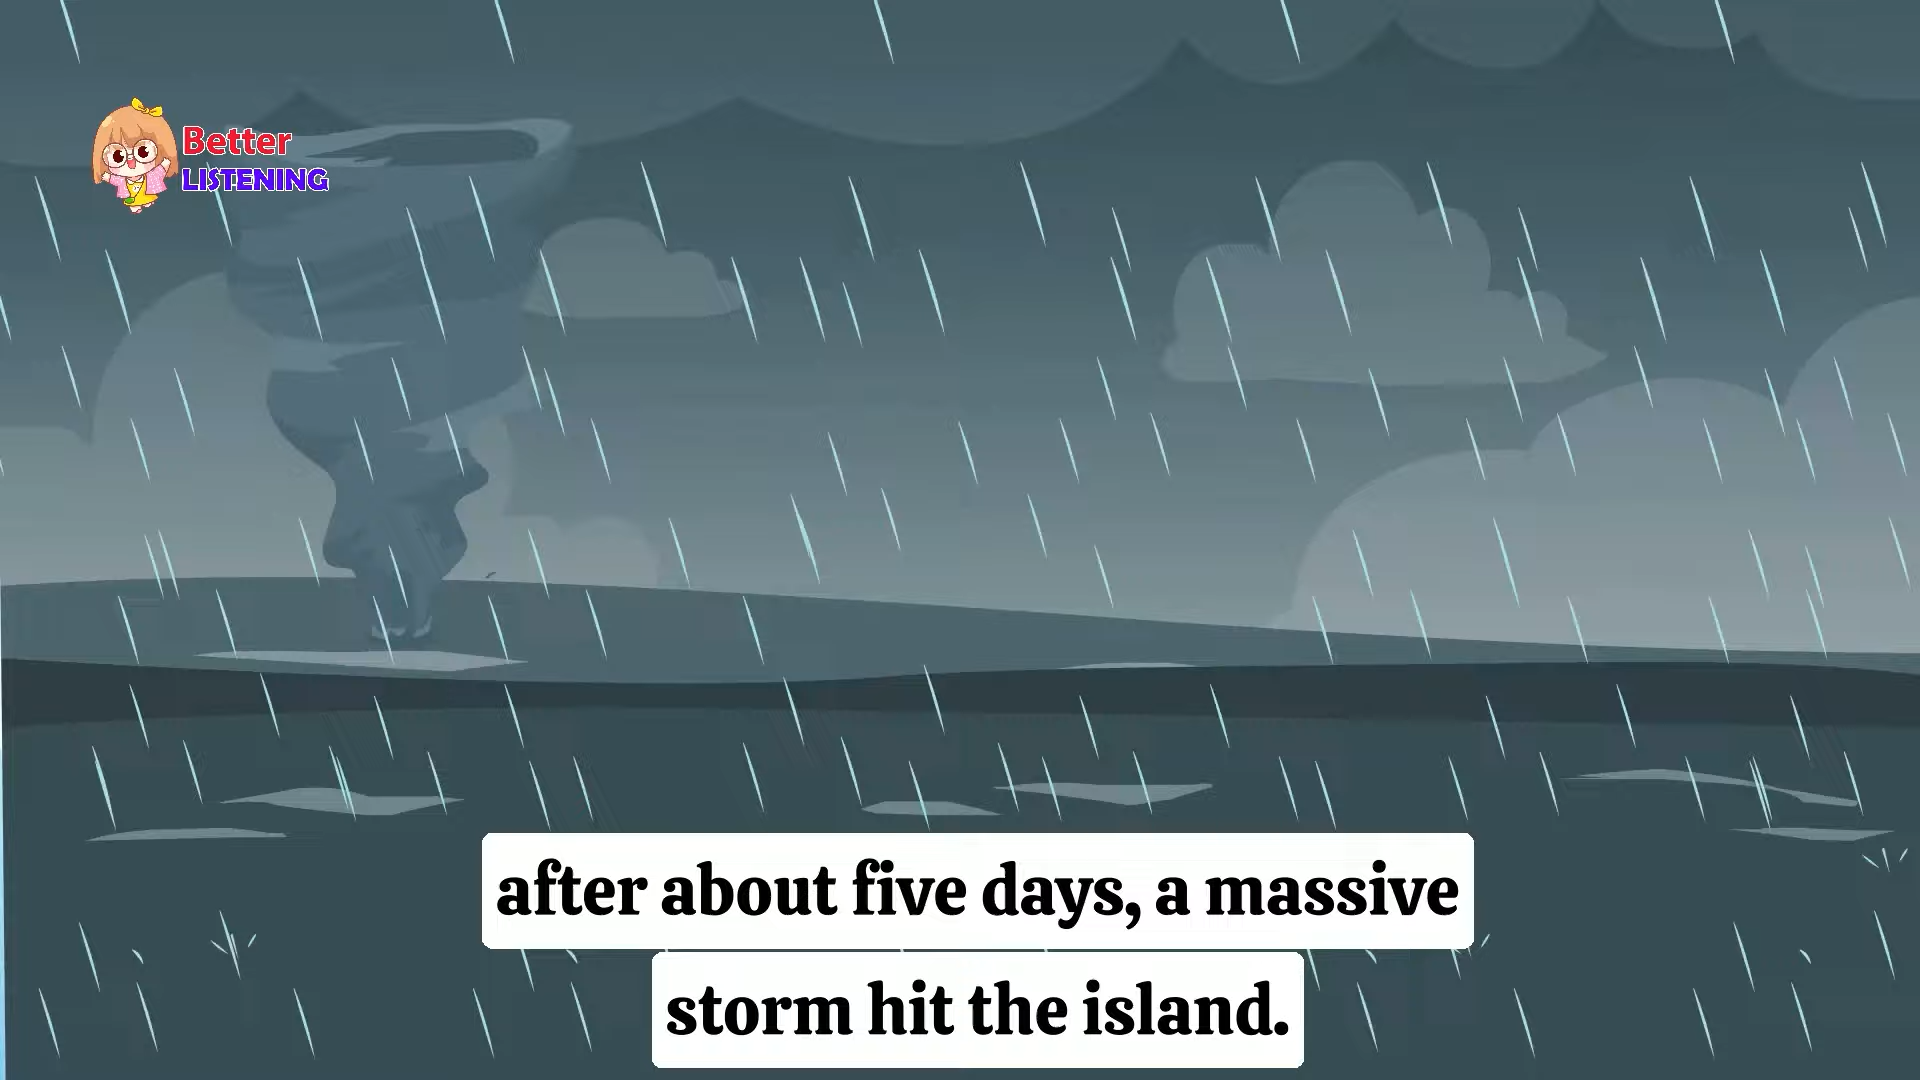 Better
LISTENING
after about five days, a massive
storm hit the island.